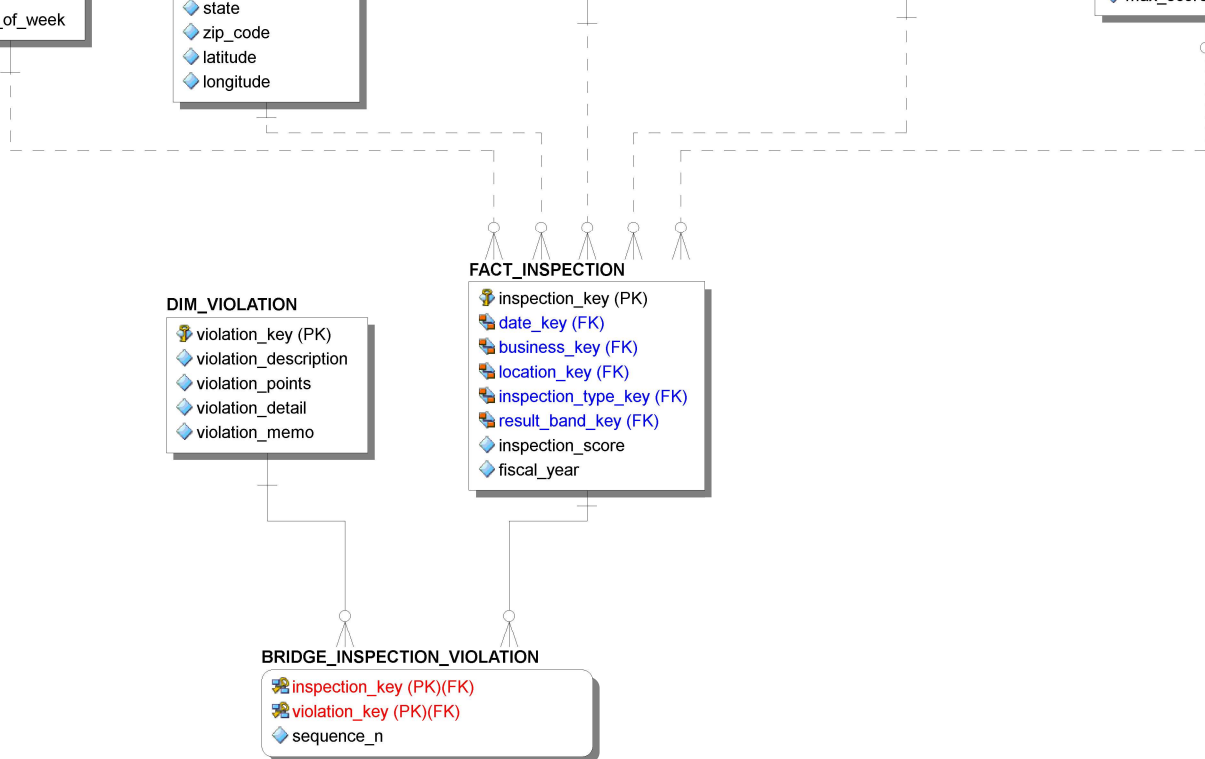 _of_week
state
zip_code
latitude
longitude
FACT_INSPECTION
inspection_key (PK)
date_key (FK)
business_key (FK)
location_key (FK)
inspection_type_key (FK)
result_band_key (FK)
inspection_score
fiscal_year
DIM_VIOLATION
violation_key (PK)
violation_description
violation_points
violation_detail
violation_memo
BRIDGE_INSPECTION_VIOLATION
inspection_key (PK)(FK)
violation_key (PK)(FK)
sequence_n